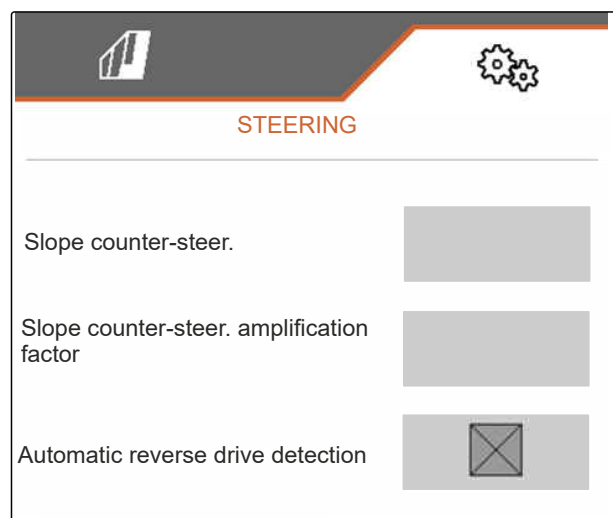 STEERING
Slope counter-steer.
Slope counter-steer. amplification
factor
Automatic reverse drive detection